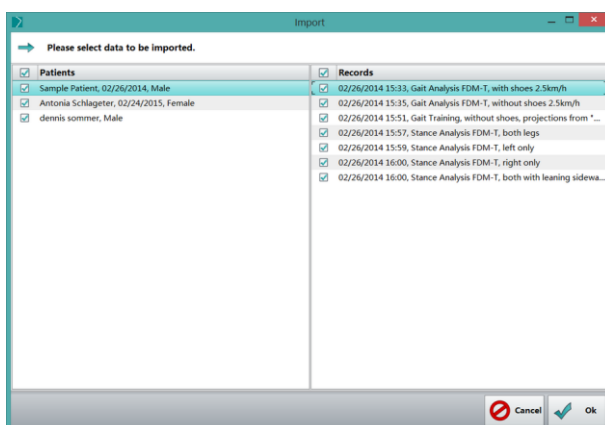 Import
Please select data to be imported.
Patients
Sample Patient, 02/26/2014, Male
Antonia Schlageter, 02/24/2015, Female
dennis sommer, Male
Records
02/26/2014 15:33, Gait Analysis FDM-T, with shoes 2.5km/h
02/26/2014 15:35, Gait Analysis FDM-T, without shoes 2.5km/h
02/26/2014 15:51, Gait Training, without shoes, projections from "...
02/26/2014 15:57, Stance Analysis FDM-T, both legs
02/26/2014 15:59, Stance Analysis FDM-T, left only
02/26/2014 16:00, Stance Analysis FDM-T, right only
02/26/2014 16:00, Stance Analysis FDM-T, both with leaning sidewa...
Cancel
Ok